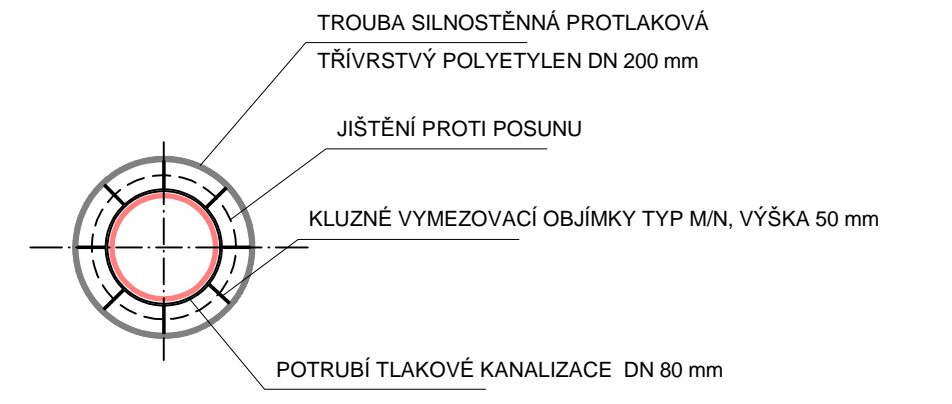 TROUBA SILNOSTĚNNÁ PROTLAKOVÁ
TŘÍVRSTVÝ POLYETYLEN DN 200 mm
JIŠTĚNÍ PROTI POSUNU
KLUZNÉ VYMEZOVACÍ OBJÍMKY TYP M/N, VÝŠKA 50 mm
POTRUBÍ TLAKOVÉ KANALIZACE DN 80 mm